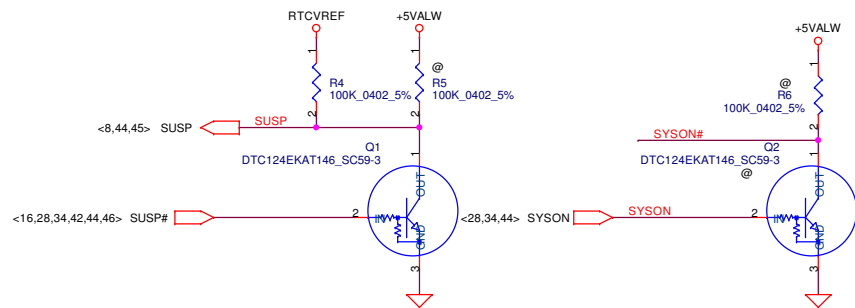 RTCVREF
+5VALW
1
1
@
R4
100K_0402_5%
R5
100K_0402_5%
2
2
<8,44,45> SUSP
SUSP
Q1
DTC124EKAT146_SC59-3
1
OUT
<16,28,34,42,44,46> SUSP#
2
IN
GND
3
+5VALW
1
@
R6
100K_0402_5%
2
SYSON#
Q2
DTC124EKAT146_SC59-3
@
1
OUT
<28,34,44> SYSON
SYSON
2
IN
GND
3